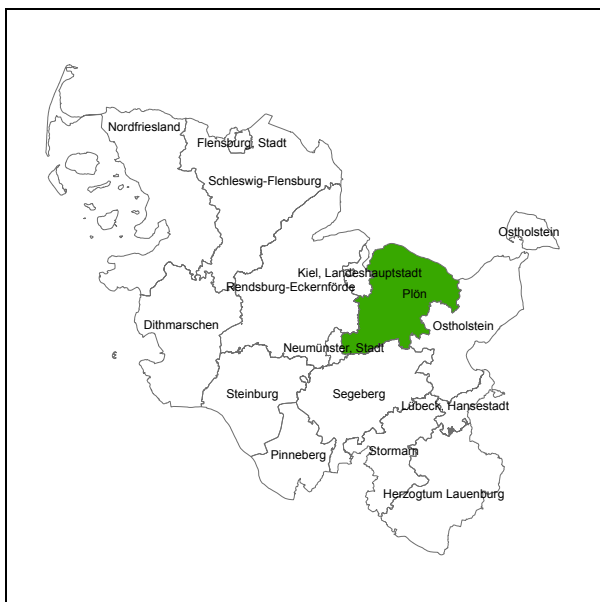 Nordfriesland
Flensburg, Stadt
Schleswig-Flensburg
Ostholstein
Kiel, Landeshauptstadt
Rendsburg-Eckernförde
Plön
Dithmarschen
Ostholstein
Neumünster, Stadt
Steinburg
Segeberg
Lübeck, Hansestadt
Pinneberg
Stormarn
Herzogtum Lauenburg